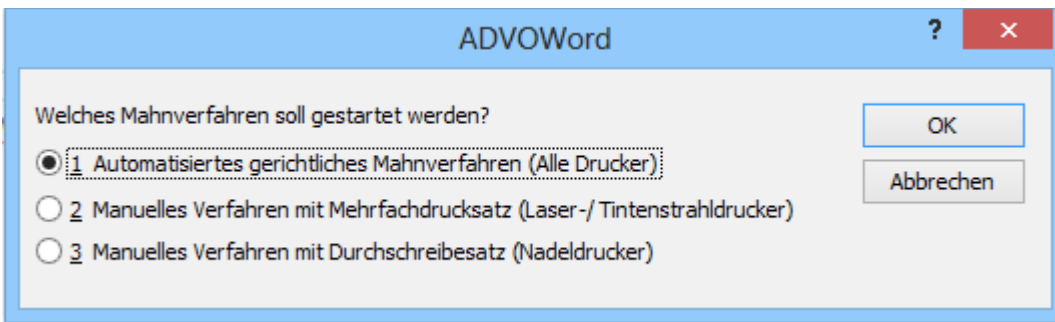 ADVOWord
?
Welches Mahnverfahren soll gestartet werden?
1 Automatisiertes gerichtliches Mahnverfahren (Alle Drucker)
2 Manuelles Verfahren mit Mehrfachdrucksatz (Laser-/ Tintenstrahldrucker)
3 Manuelles Verfahren mit Durchschreibesatz (Nadeldrucker)
OK
Abbrechen